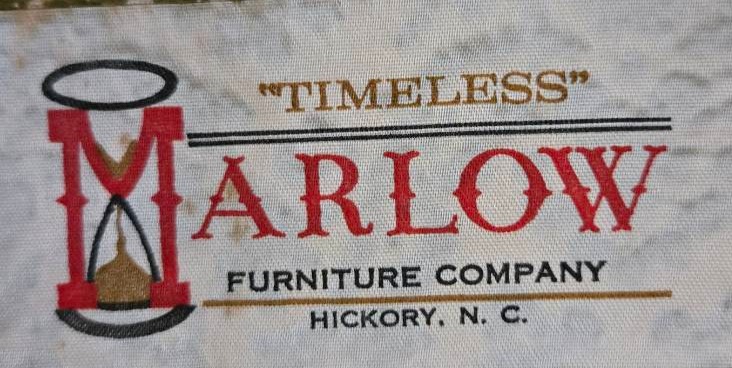 "TIMELESS"
MARLOW
FURNITURE COMPANY
HICKORY, N. C.